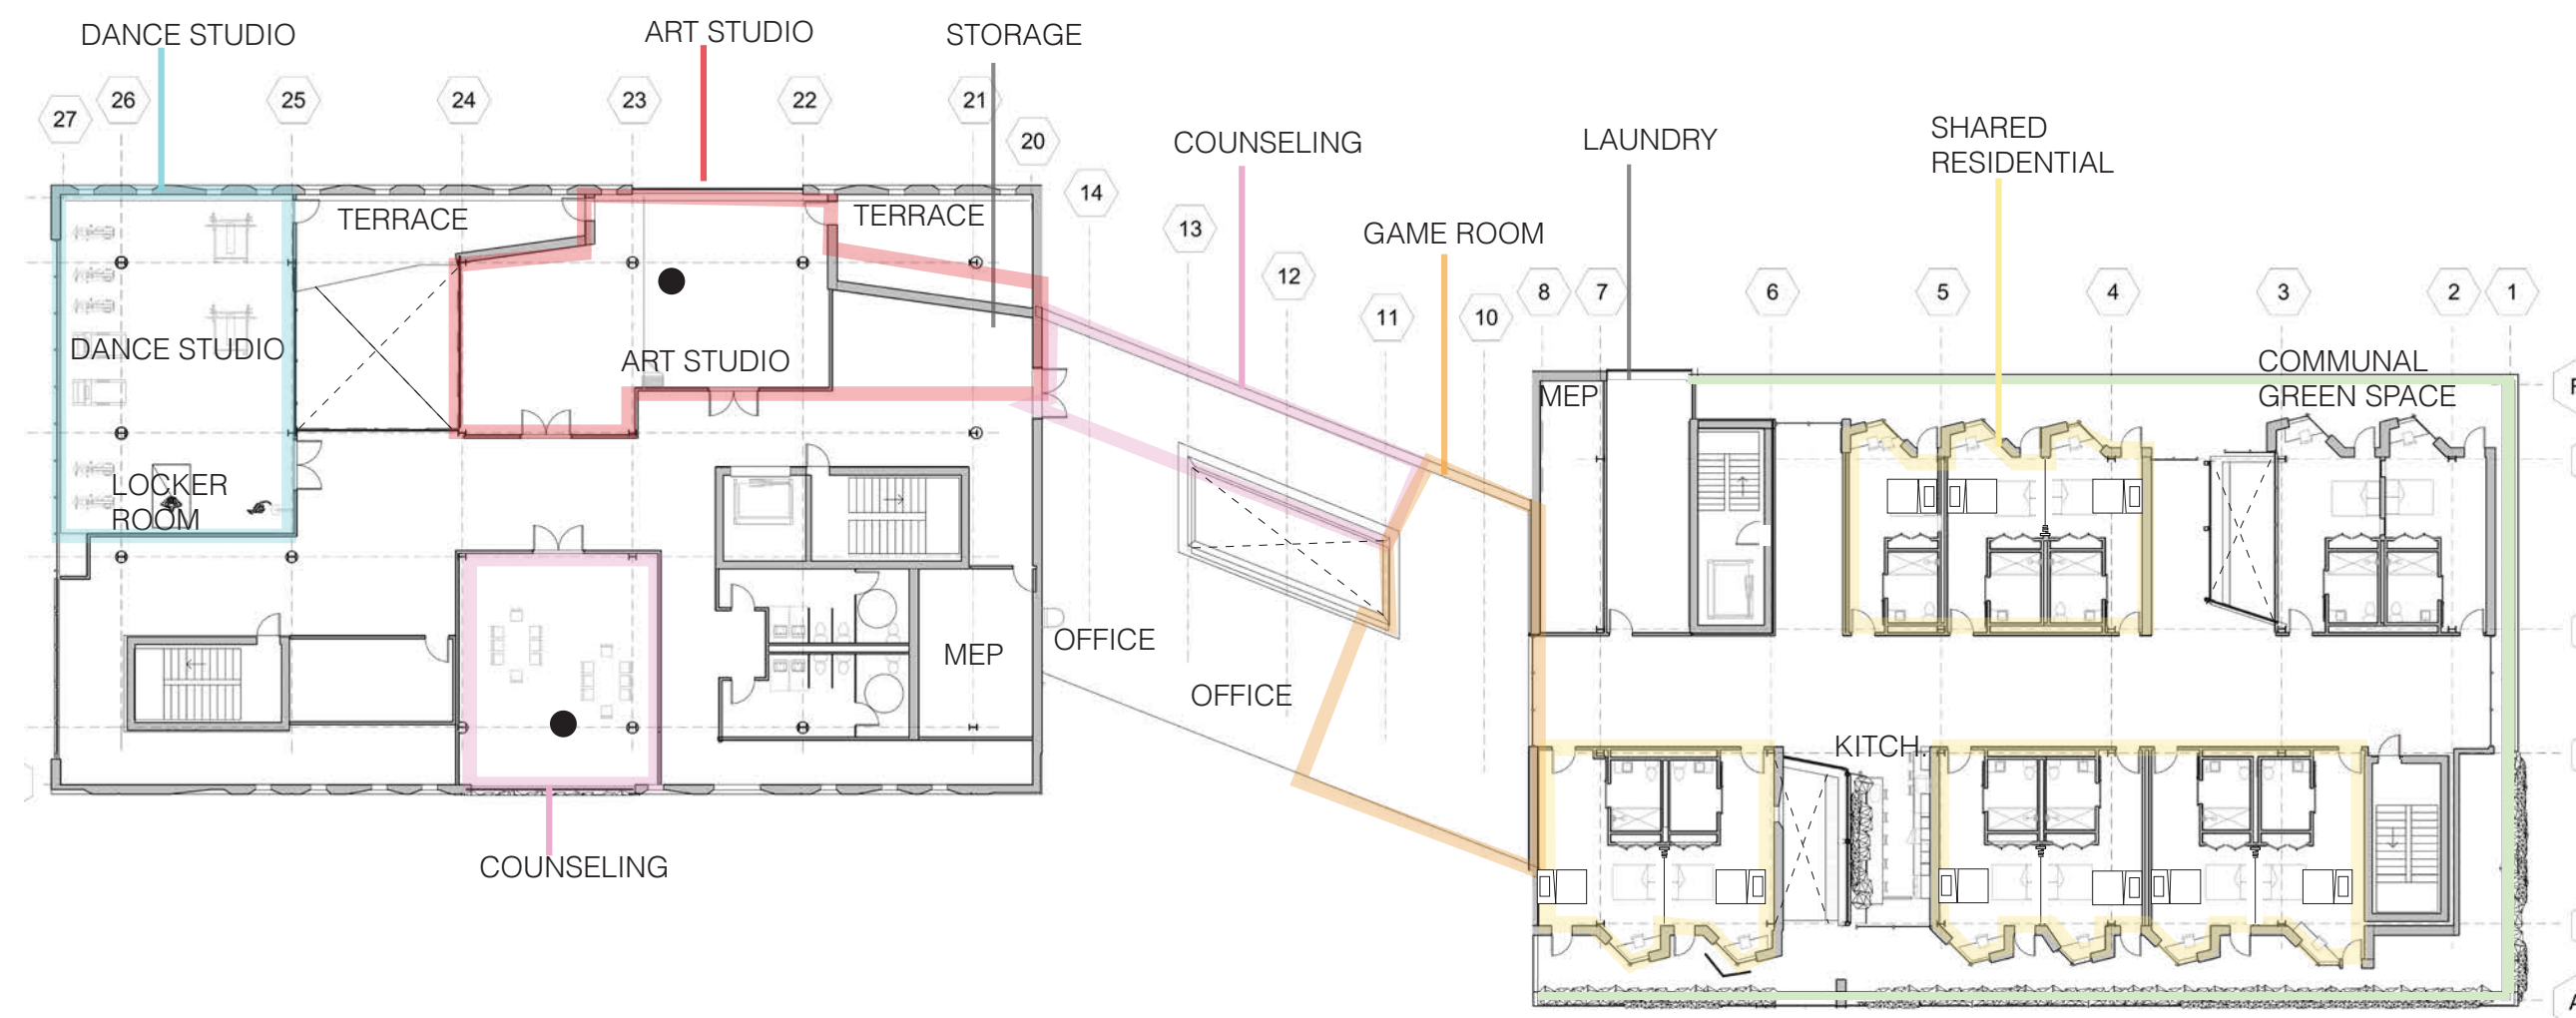 DANCE STUDIO
ART STUDIO
STORAGE
27
26
25
24
23
22
21
20
14
13
12
11
10
8
7
6
5
4
3
2
1
COUNSELING
GAME ROOM
LAUNDRY
SHARED
RESIDENTIAL
TERRACE
TERRACE
DANCE STUDIO
ART STUDIO
LOCKER
ROOM
MEP
OFFICE
OFFICE
COUNSELING
MEP
COMMUNAL
GREEN SPACE
KITCH.